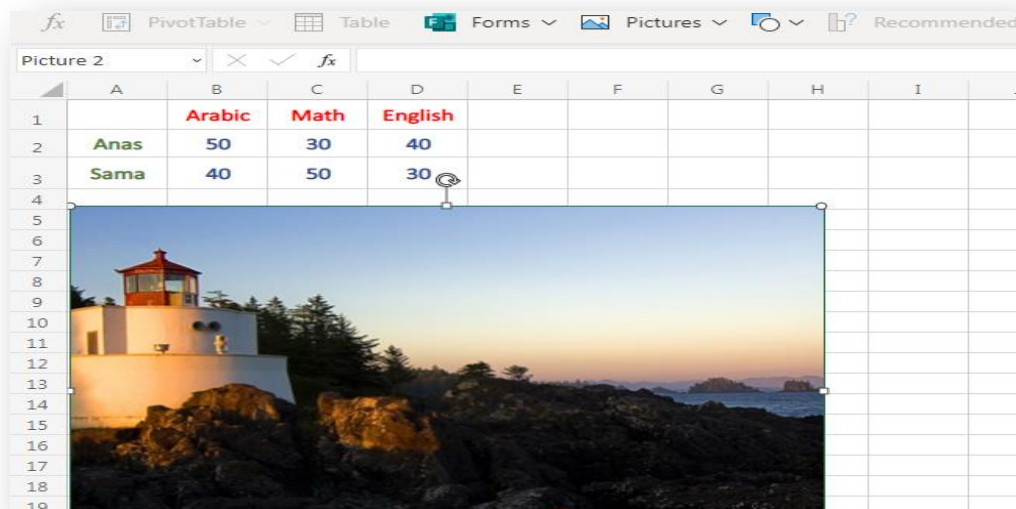 fx PivotTable Table Forms Pictures Recommended
Picture 2 fx
A B C D E F G H I
1 Arabic Math English
2 Anas 50 30 40
3 Sama 40 50 30
4
5
6
7
8
9
10
11
12
13
14
15
16
17
18
19